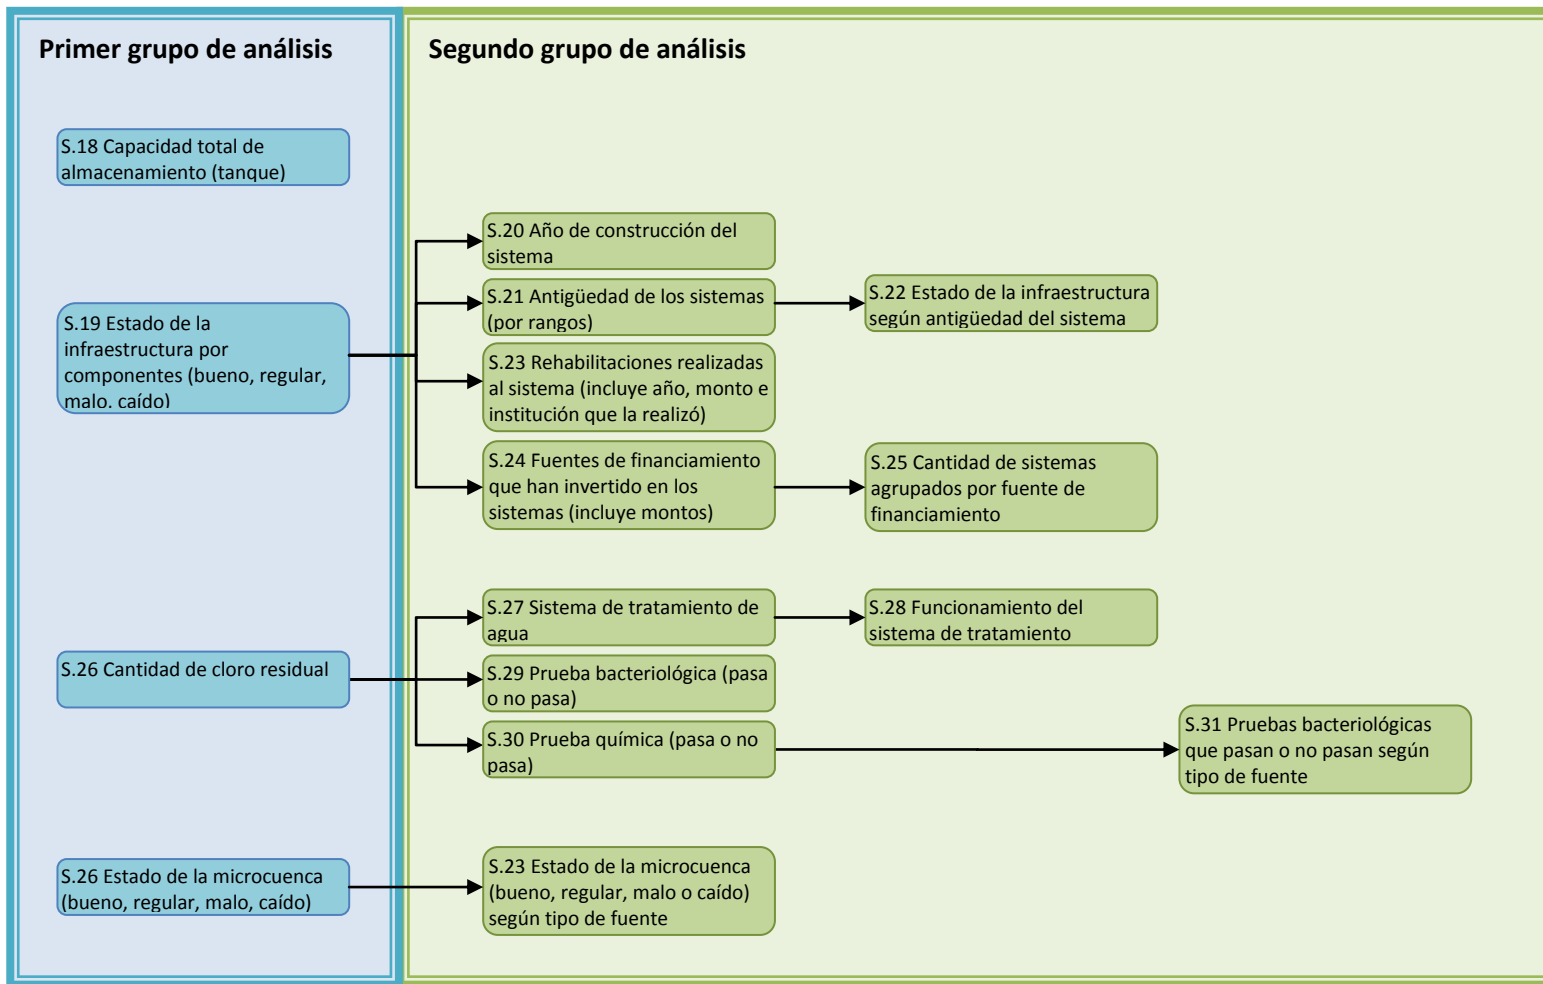 Primer grupo de análisis
Segundo grupo de análisis
S.18 Capacidad total de
almacenamiento (tanque)
S.19 Estado de la
infraestructura por
componentes (bueno, regular,
malo, caído)
S.20 Año de construcción del
sistema
S.21 Antigüedad de los sistemas
(por rangos)
S.22 Estado de la infraestructura
según antigüedad del sistema
S.23 Rehabilitaciones realizadas
al sistema (incluye año, monto e
institución que la realizó)
S.24 Fuentes de financiamiento
que han invertido en los
sistemas (incluye montos)
S.25 Cantidad de sistemas
agrupados por fuente de
financiamiento
S.26 Cantidad de cloro residual
S.27 Sistema de tratamiento de
agua
S.28 Funcionamiento del
sistema de tratamiento
S.29 Prueba bacteriológica (pasa
o no pasa)
S.30 Prueba química (pasa o no
pasa)
S.31 Pruebas bacteriológicas
que pasan o no pasan según
tipo de fuente
S.26 Estado de la microcuenca
(bueno, regular, malo, caído)
S.23 Estado de la microcuenca
(bueno, regular, malo o caído)
según tipo de fuente